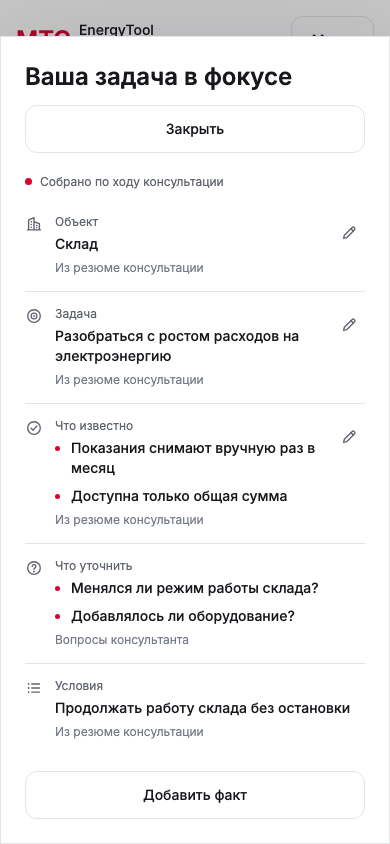 МТС EnergyTool
Ваша задача в фокусе
Закрыть
Собрано по ходу консультации
Объект
Склад
Из резюме консультации
Задача
Разобраться с ростом расходов на
электроэнергию
Из резюме консультации
Что известно
Показания снимают вручную раз в
месяц
Доступна только общая сумма
Из резюме консультации
Что уточнить
Менялся ли режим работы склада?
Добавлялось ли оборудование?
Вопросы консультанта
Условия
Продолжать работу склада без остановки
Из резюме консультации
Добавить факт